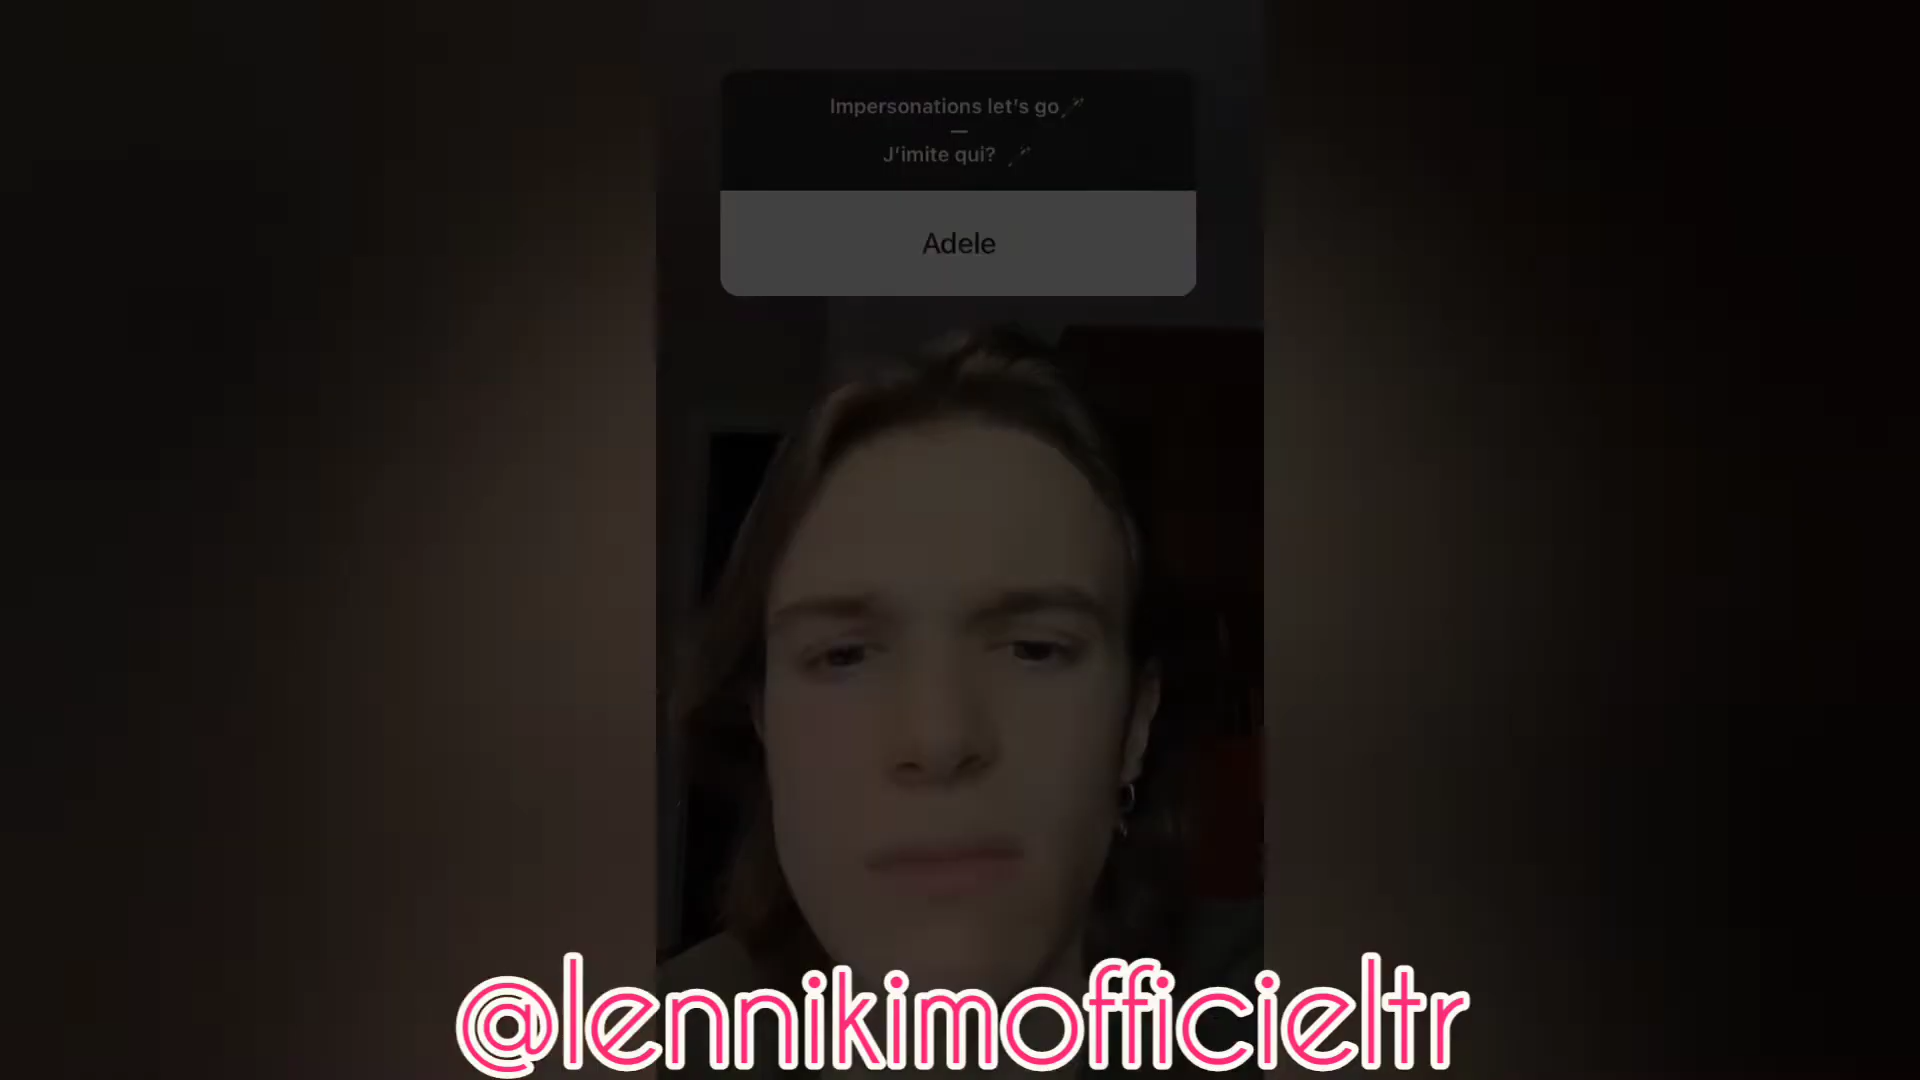 Impersonations let's go🎤
—
J'imite qui? 🎤
Adele
@lennikimofficieltr